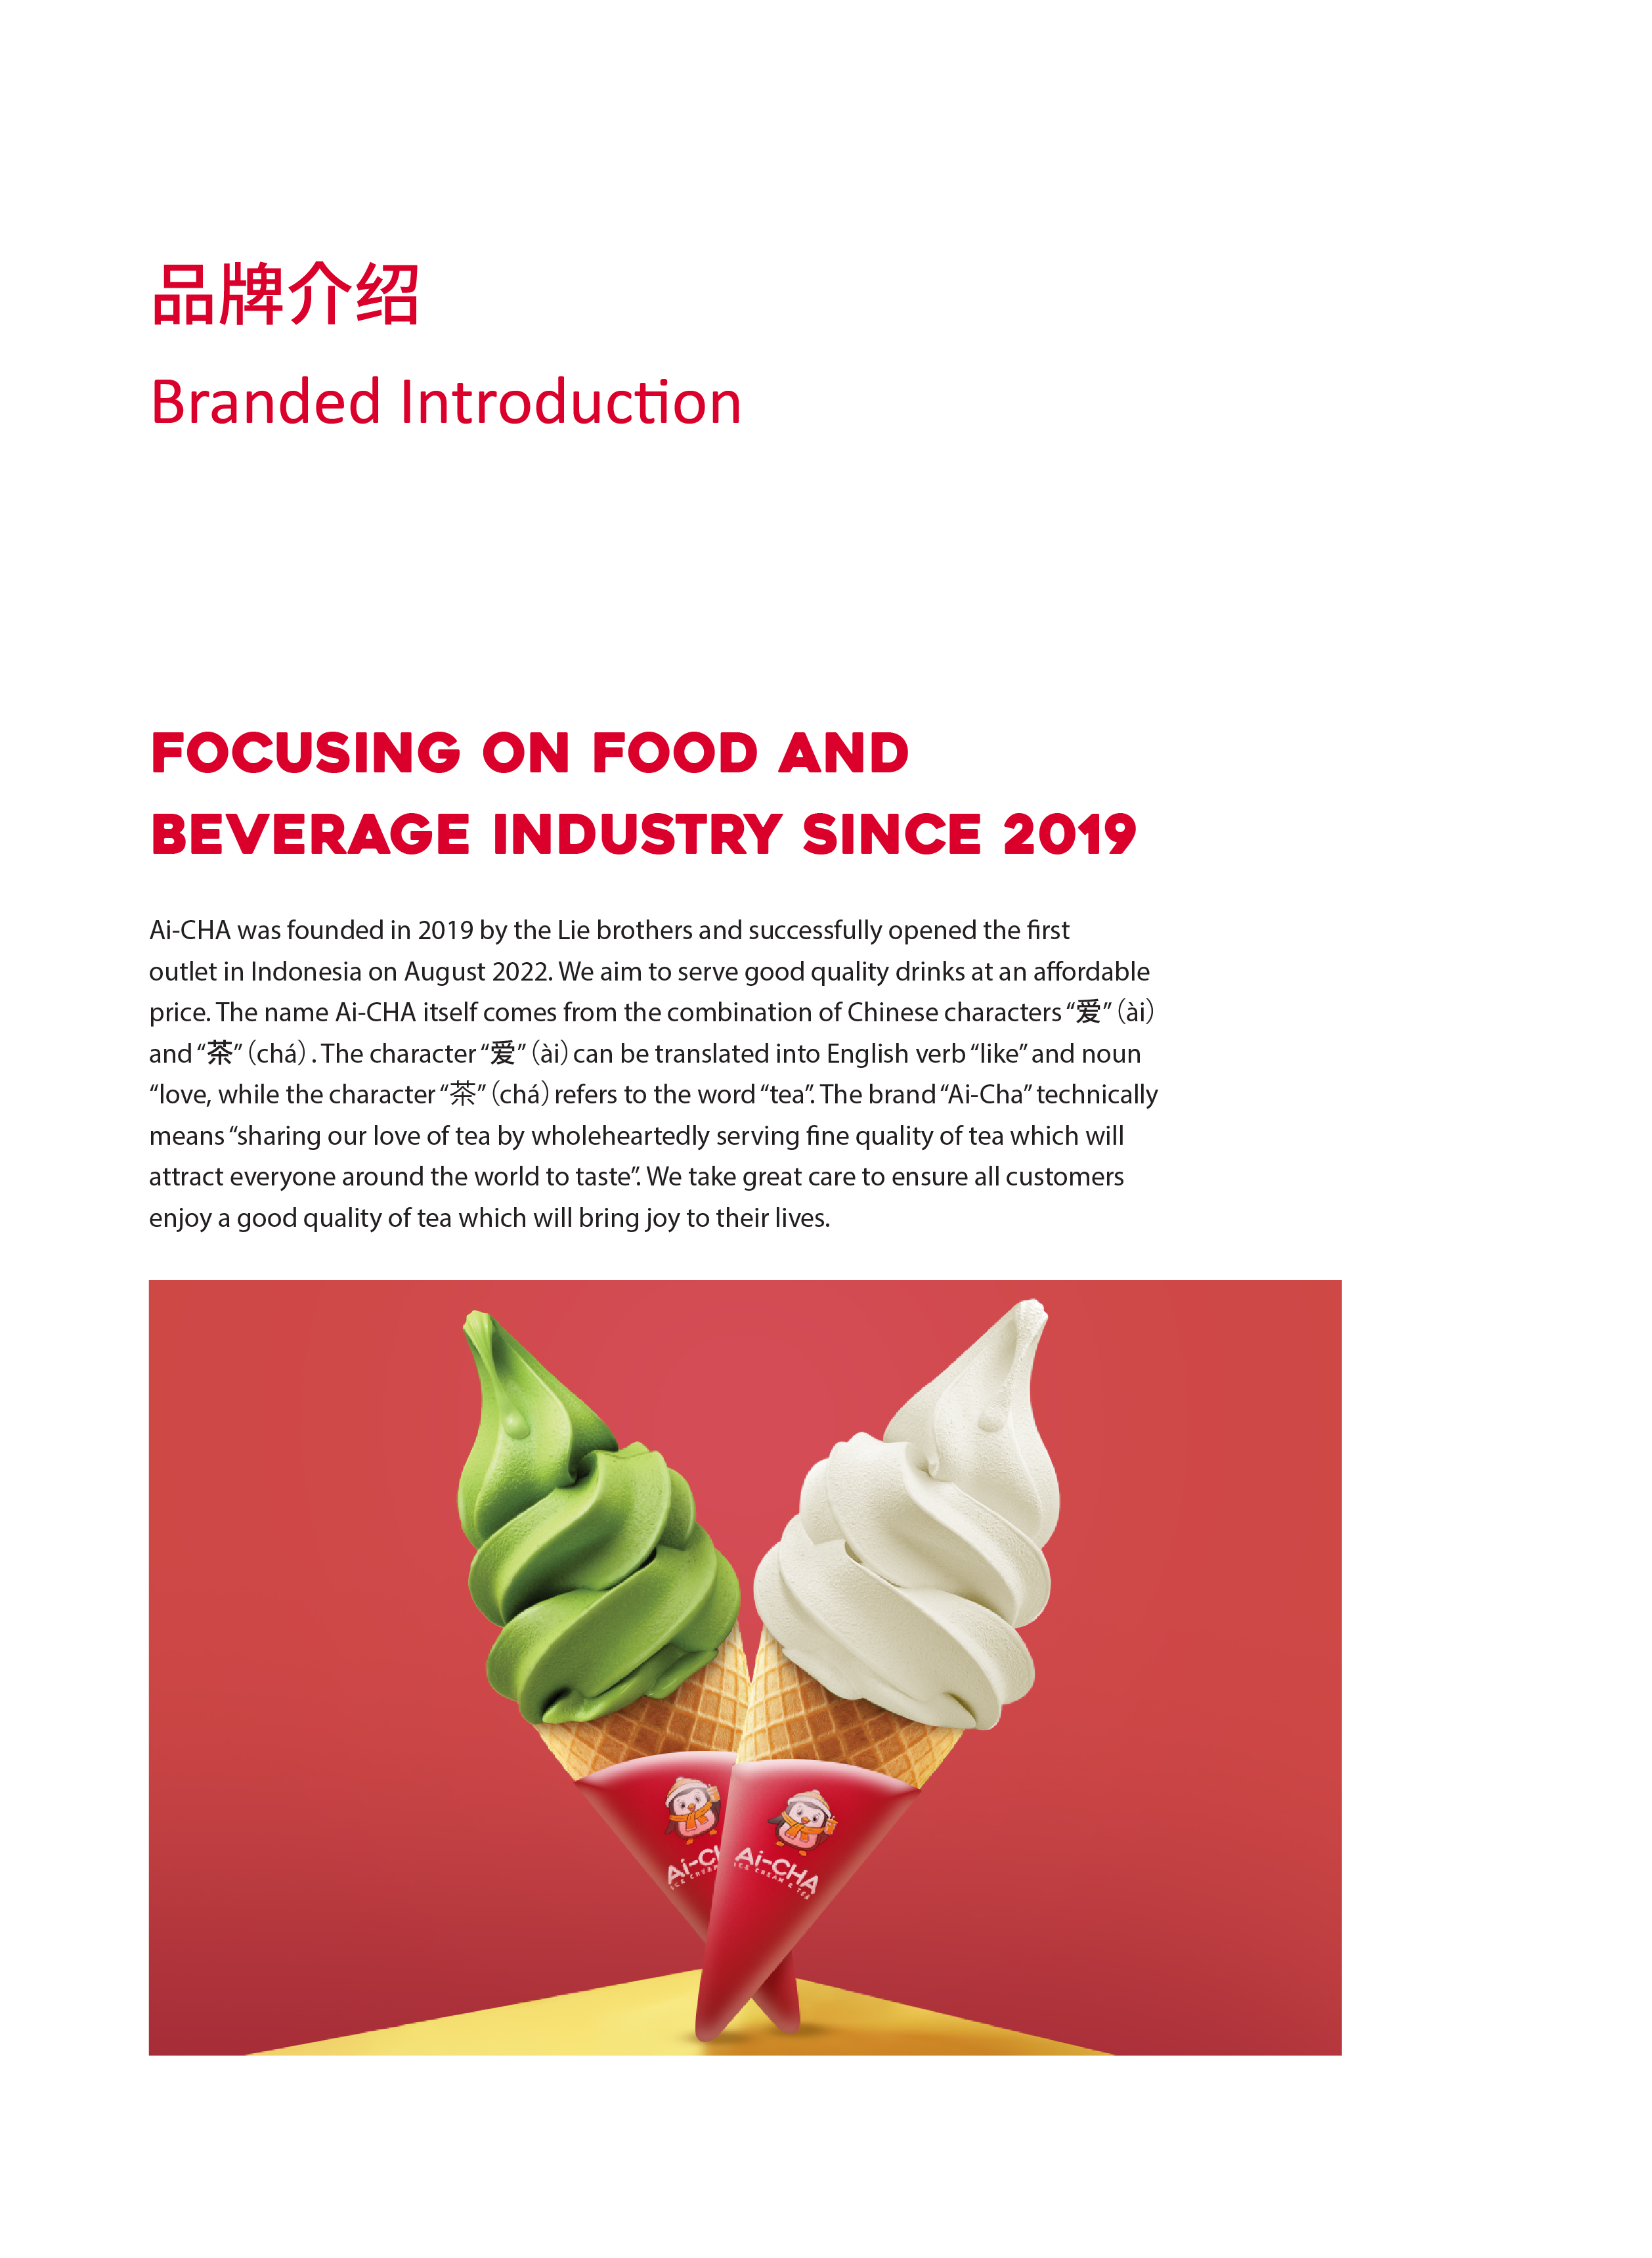 品牌介绍
Branded Introduction
FOCUSING ON FOOD AND
BEVERAGE INDUSTRY SINCE 2019
Ai-CHA was founded in 2019 by the Lie brothers and successfully opened the first
outlet in Indonesia on August 2022. We aim to serve good quality drinks at an affordable
price. The name Ai-CHA itself comes from the combination of Chinese characters “爱”（ài）
and “茶”（chá）. The character “爱”（ài）can be translated into English verb “like” and noun
“love, while the character “茶”（chá）refers to the word “tea”. The brand “Ai-Cha” technically
means “sharing our love of tea by wholeheartedly serving fine quality of tea which will
attract everyone around the world to taste”. We take great care to ensure all customers
enjoy a good quality of tea which will bring joy to their lives.
Ai-CH
ICE CREAM
Ai-CHA
ICE CREAM & TEA